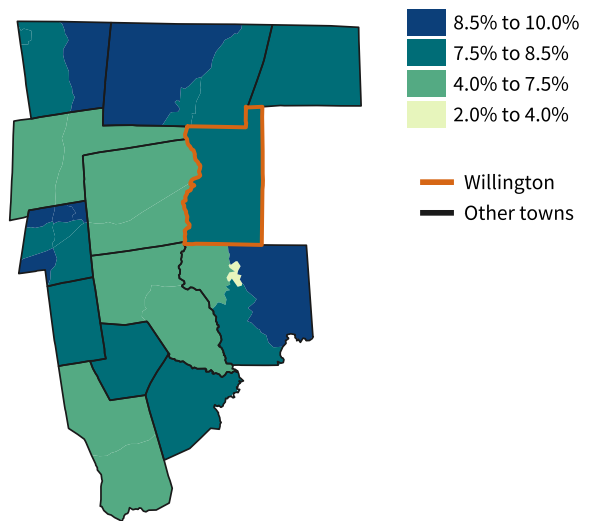 8.5% to 10.0%
7.5% to 8.5%
4.0% to 7.5%
2.0% to 4.0%
Willington
Other towns